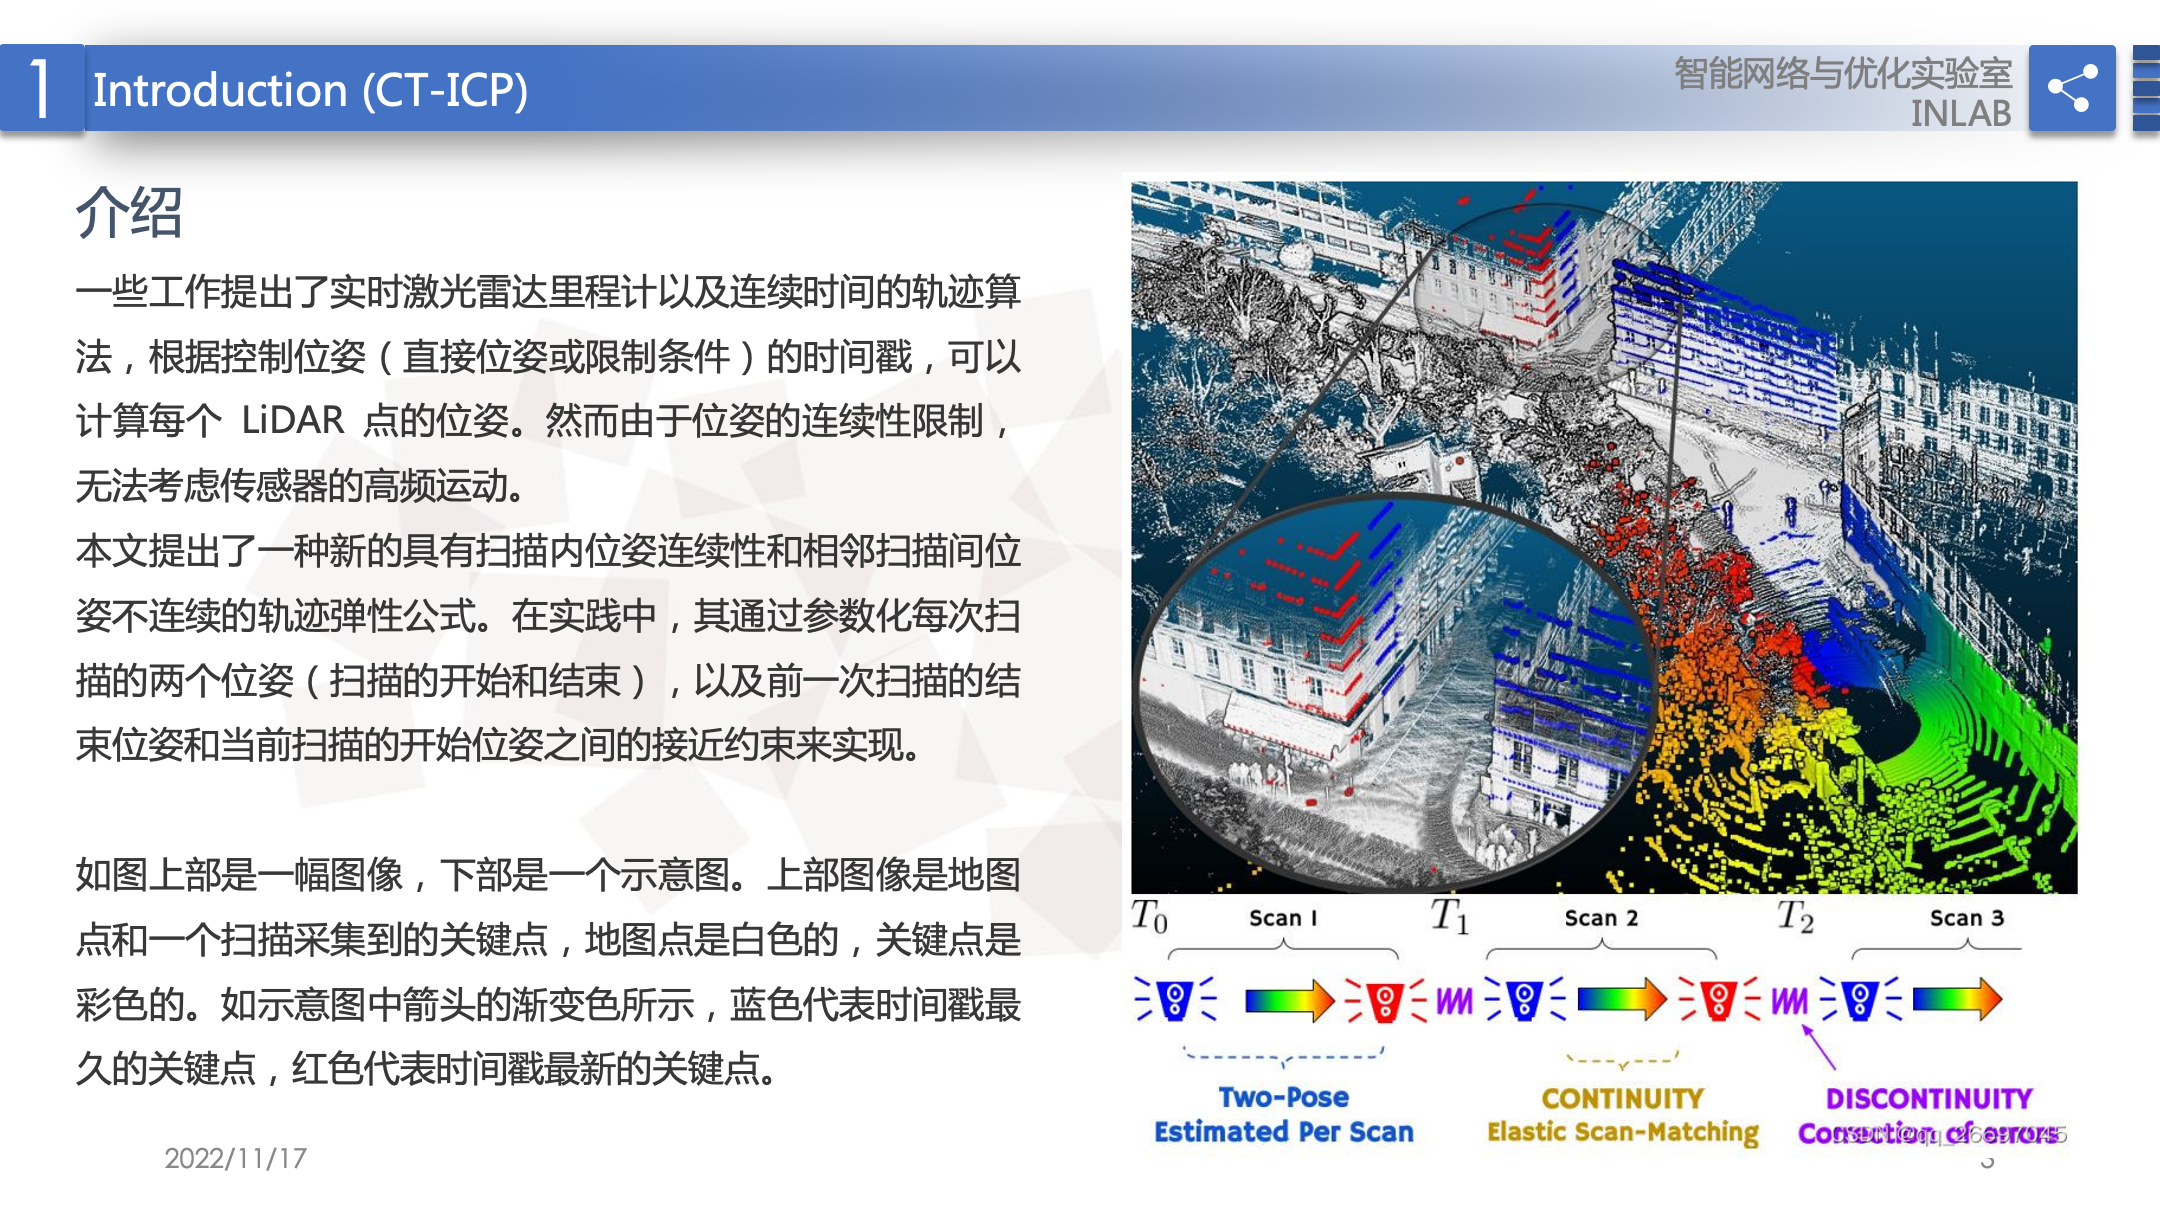 1 Introduction (CT-ICP)
智能网络与优化实验室
INLAB
介绍
一些工作提出了实时激光雷达里程计以及连续时间的轨迹算
法，根据控制位姿（直接位姿或限制条件）的时间戳，可以
计算每个 LiDAR 点的位姿。然而由于位姿的连续性限制，
无法考虑传感器的高频运动。
本文提出了一种新的具有扫描内位姿连续性和相邻扫描间位
姿不连续的轨迹弹性公式。在实践中，其通过参数化每次扫
描的两个位姿（扫描的开始和结束），以及前一次扫描的结
束位姿和当前扫描的开始位姿之间的接近约束来实现。
如图上部是一幅图像，下部是一个示意图。上部图像是地图
点和一个扫描采集到的关键点，地图点是白色的，关键点是
彩色的。如示意图中箭头的渐变色所示，蓝色代表时间戳最
久的关键点，红色代表时间戳最新的关键点。
T0 Scan 1 T1 Scan 2 T2 Scan 3
Two-Pose
Estimated Per Scan
CONTINUITY
Elastic Scan-Matching
DISCONTINUITY
Correction of errors
2022/11/17
3